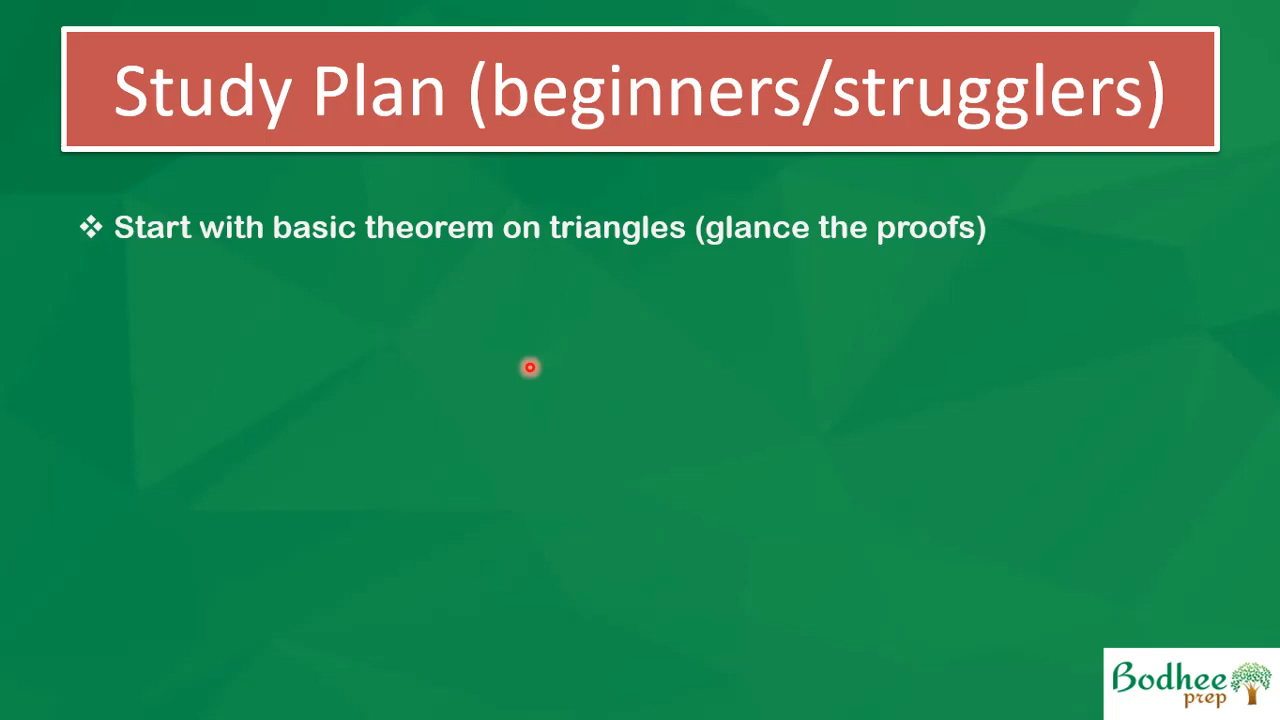 Study Plan (beginners/strugglers)
❖ Start with basic theorem on triangles (glance the proofs)
Bodhee
prep